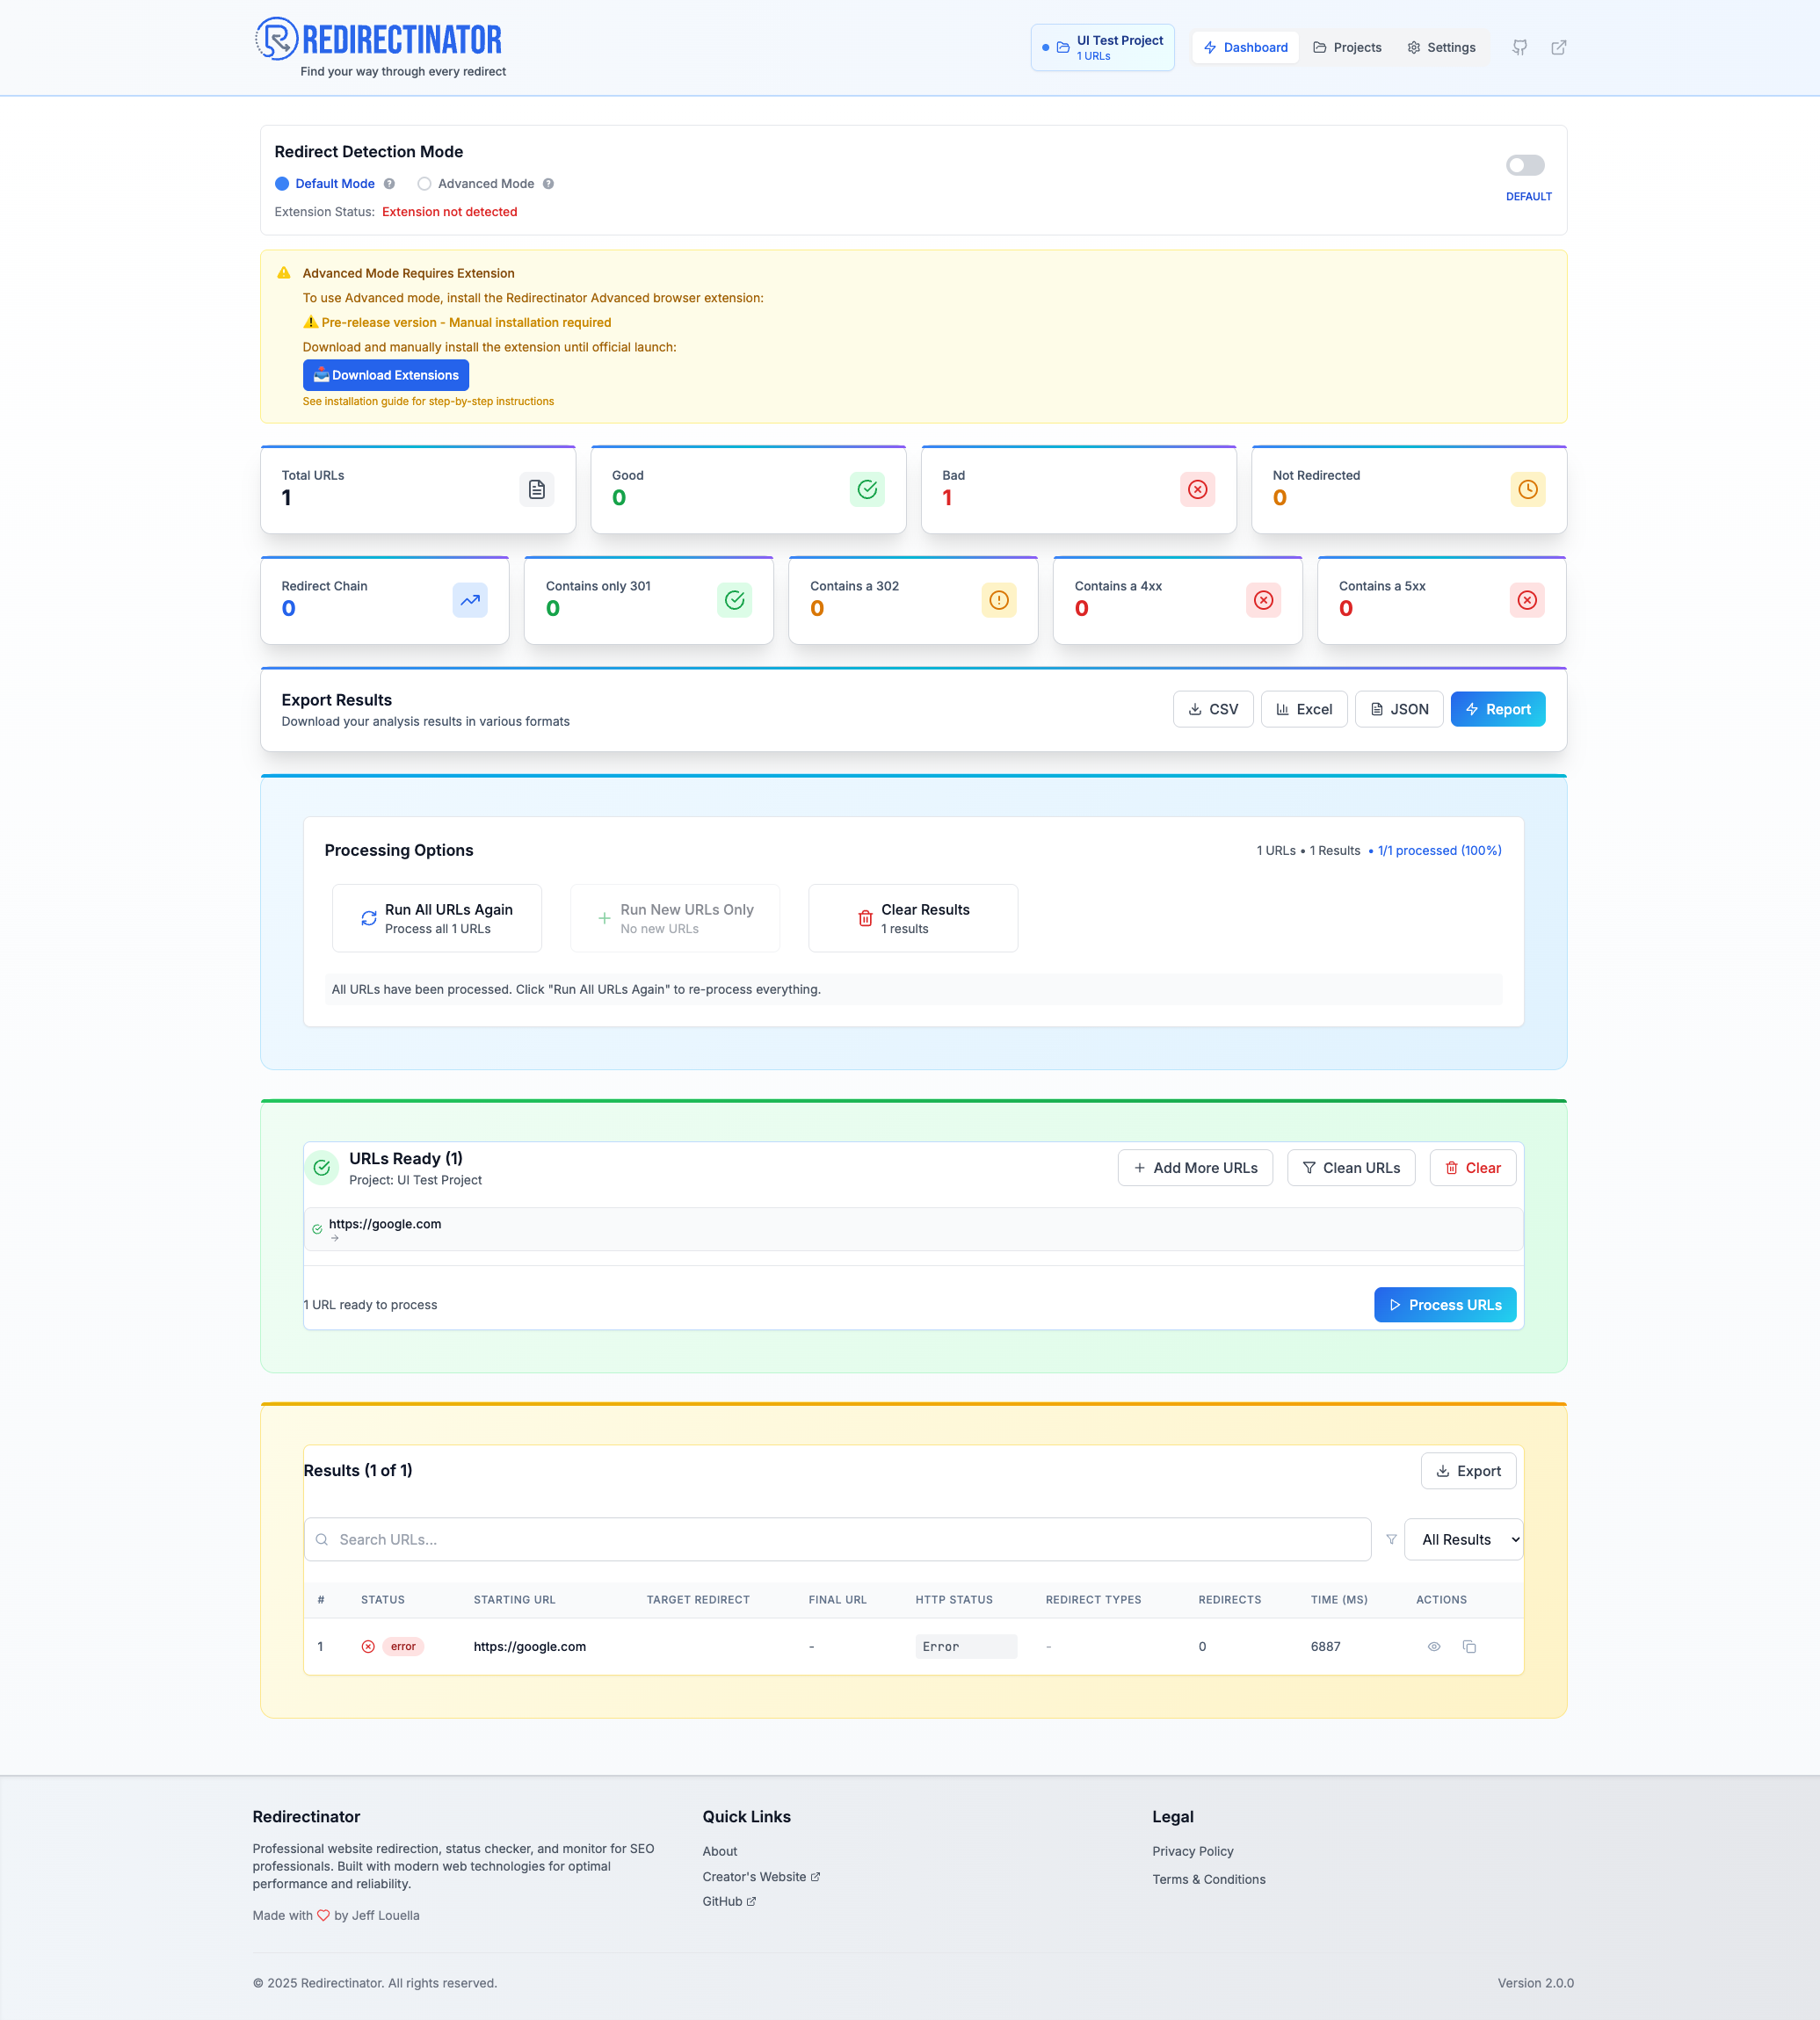 REDIRECTINATOR
Find your way through every redirect
UI Test Project
1 URLs
Dashboard
Projects
Settings
Redirect Detection Mode
Default Mode ?
Advanced Mode ?
Extension Status: Extension not detected
DEFAULT
Advanced Mode Requires Extension
To use Advanced mode, install the Redirectinator Advanced browser extension:
⚠️ Pre-release version - Manual installation required
Download and manually install the extension until official launch:
📥 Download Extensions
See installation guide for step-by-step instructions
Total URLs
1
Good
0
Bad
1
Not Redirected
0
Redirect Chain
0
Contains only 301
0
Contains a 302
0
Contains a 4xx
0
Contains a 5xx
0
Export Results
Download your analysis results in various formats
CSV
Excel
JSON
Report
Processing Options
1 URLs • 1 Results • 1/1 processed (100%)
Run All URLs Again
Process all 1 URLs
Run New URLs Only
No new URLs
Clear Results
1 results
All URLs have been processed. Click "Run All URLs Again" to re-process everything.
URLs Ready (1)
Project: UI Test Project
Add More URLs
Clean URLs
Clear
https://google.com
→
1 URL ready to process
Process URLs
Results (1 of 1)
Export
Search URLs...
All Results
# STATUS STARTING URL TARGET REDIRECT FINAL URL HTTP STATUS REDIRECT TYPES REDIRECTS TIME (MS) ACTIONS
1 error https://google.com - Error - 0 6887
Redirectinator
Professional website redirection, status checker, and monitor for SEO
professionals. Built with modern web technologies for optimal
performance and reliability.
Made with ♡ by Jeff Louella
Quick Links
About
Creator's Website
GitHub
Legal
Privacy Policy
Terms & Conditions
© 2025 Redirectinator. All rights reserved.
Version 2.0.0